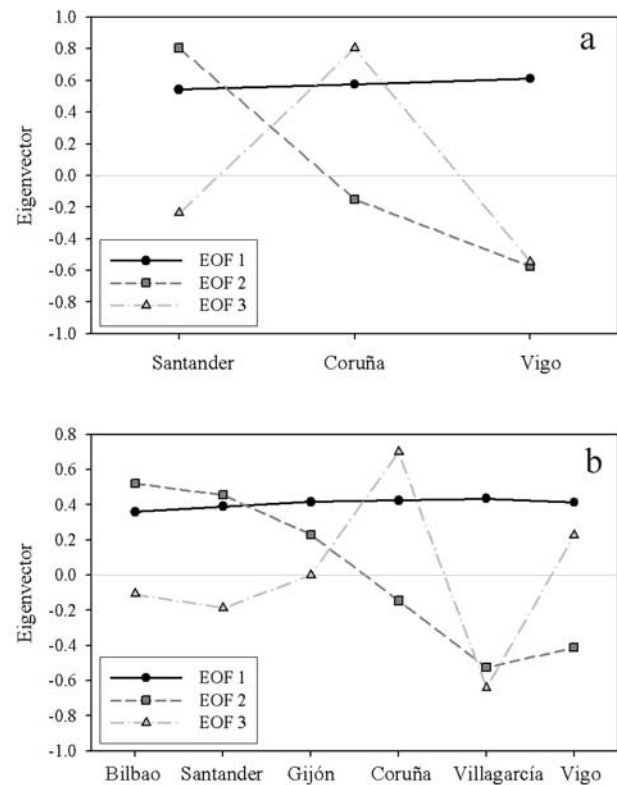 a
1.0
0.8
0.6
0.4
0.2
0.0
-0.2
-0.4
-0.6
-0.8
-1.0
Eigenvector
EOF 1
EOF 2
EOF 3
Santander Coruña Vigo
b
0.8
0.6
0.4
0.2
0.0
-0.2
-0.4
-0.6
-0.8
-1.0
Eigenvector
EOF 1
EOF 2
EOF 3
Bilbao Santander Gijón Coruña Villagarcía Vigo